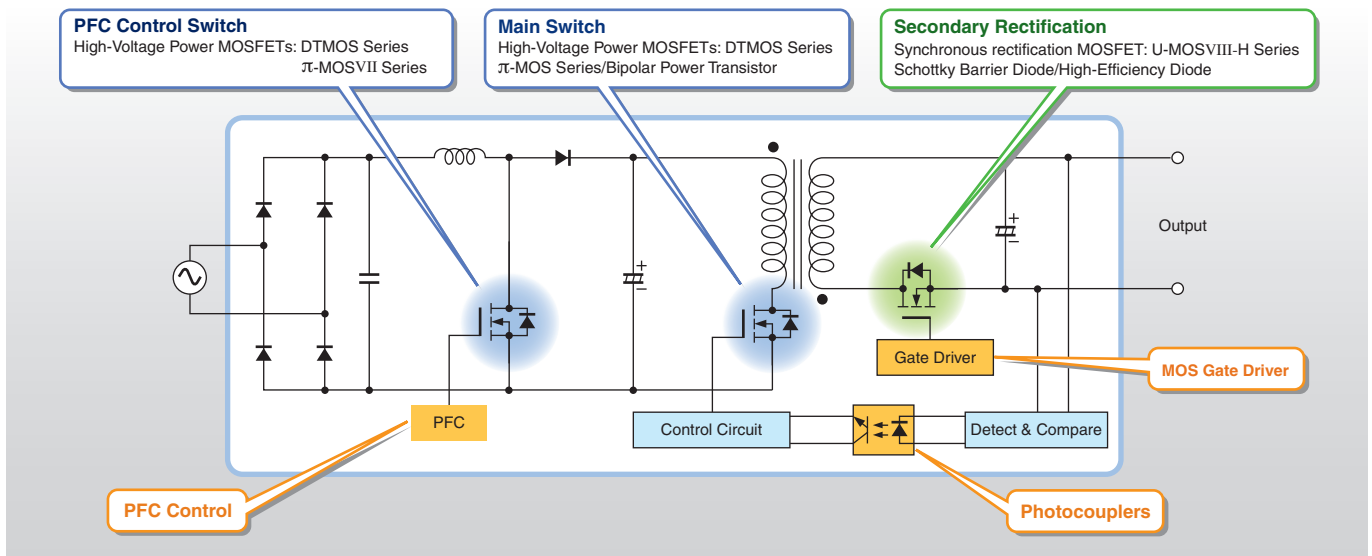 PFC Control Switch
High-Voltage Power MOSFETs: DTMOS Series
π-MOSVII Series
Main Switch
High-Voltage Power MOSFETs: DTMOS Series
π-MOS Series/Bipolar Power Transistor
Secondary Rectification
Synchronous rectification MOSFET: U-MOSVIII-H Series
Schottky Barrier Diode/High-Efficiency Diode
+
−
+
−
Output
Gate Driver
MOS Gate Driver
PFC
Control Circuit
Detect & Compare
PFC Control
Photocouplers